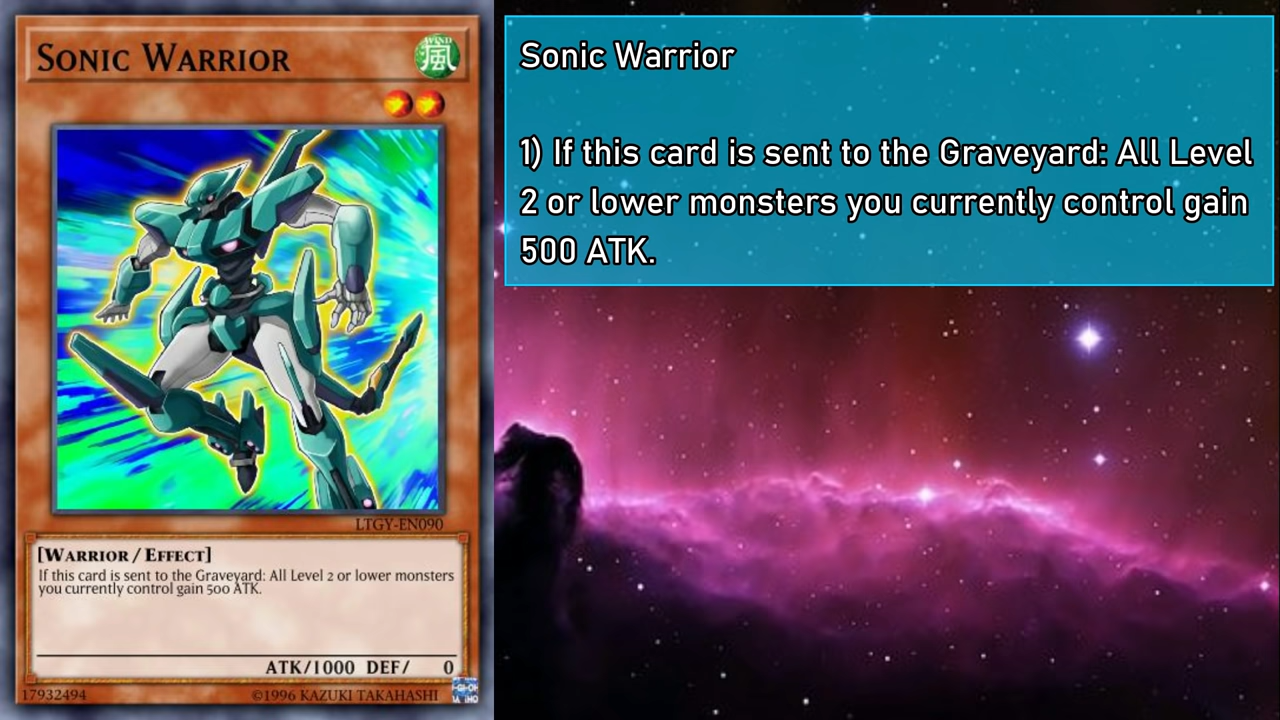 SONIC WARRIOR
WIND
風
LTGY-EN090
[WARRIOR / EFFECT]
If this card is sent to the Graveyard: All Level 2 or lower monsters
you currently control gain 500 ATK.
ATK/1000 DEF/ 0
17932494
©1996 KAZUKI TAKAHASHI
Sonic Warrior
1) If this card is sent to the Graveyard: All Level
2 or lower monsters you currently control gain
500 ATK.